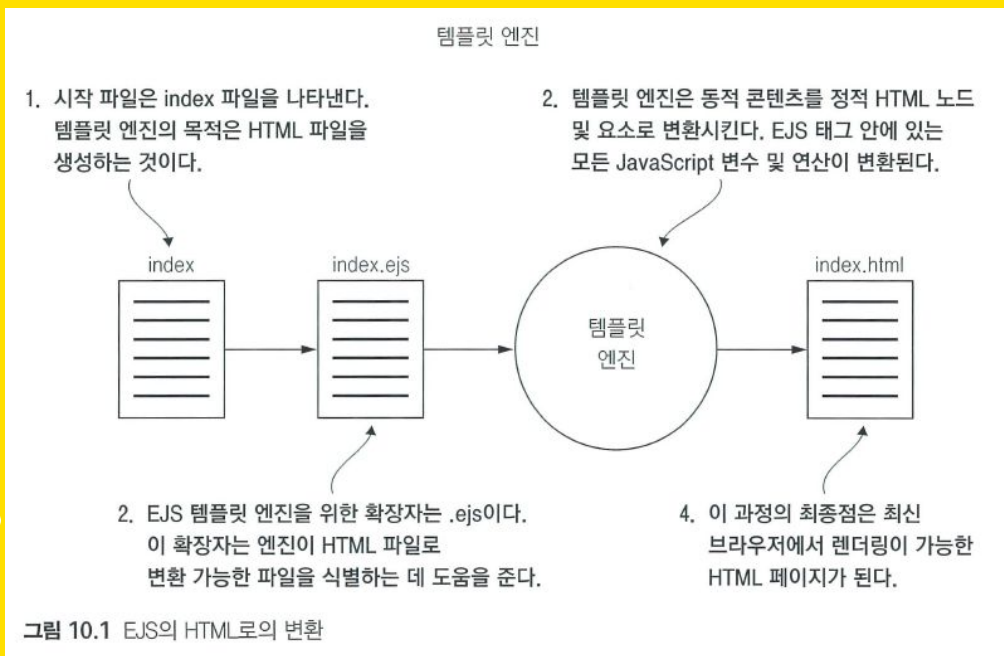 템플릿 엔진
1. 시작 파일은 index 파일을 나타낸다.
템플릿 엔진의 목적은 HTML 파일을
생성하는 것이다.
2. 템플릿 엔진은 동적 콘텐츠를 정적 HTML 노드
및 요소로 변환시킨다. EJS 태그 안에 있는
모든 JavaScript 변수 및 연산이 변환된다.
index
index.ejs
템플릿
엔진
index.html
2. EJS 템플릿 엔진을 위한 확장자는 .ejs이다.
이 확장자는 엔진이 HTML 파일로
변환 가능한 파일을 식별하는 데 도움을 준다.
4. 이 과정의 최종점은 최신
브라우저에서 렌더링이 가능한
HTML 페이지가 된다.
그림 10.1 EJS의 HTML로의 변환